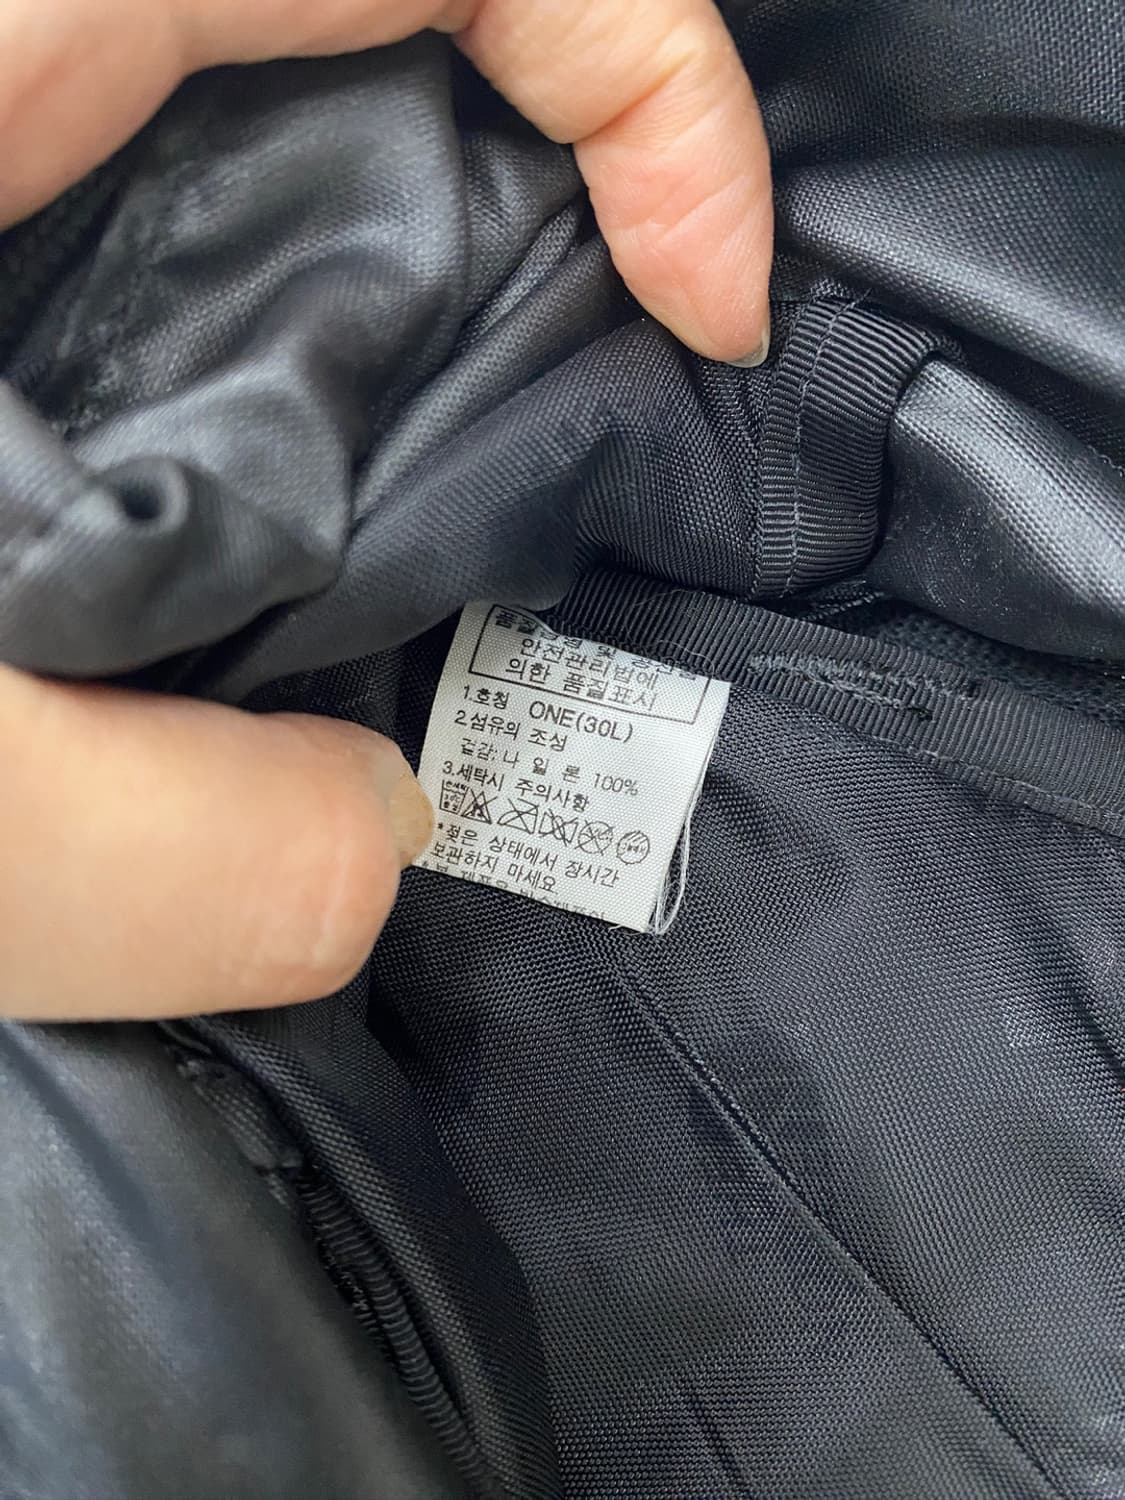 안전관리법에
의한 품질표시
1.호칭 ONE(30L)
2.섬유의 조성
겉감: 나 일 론 100%
3.세탁시 주의사항
*젖은 상태에서 장시간
보관하지 마세요